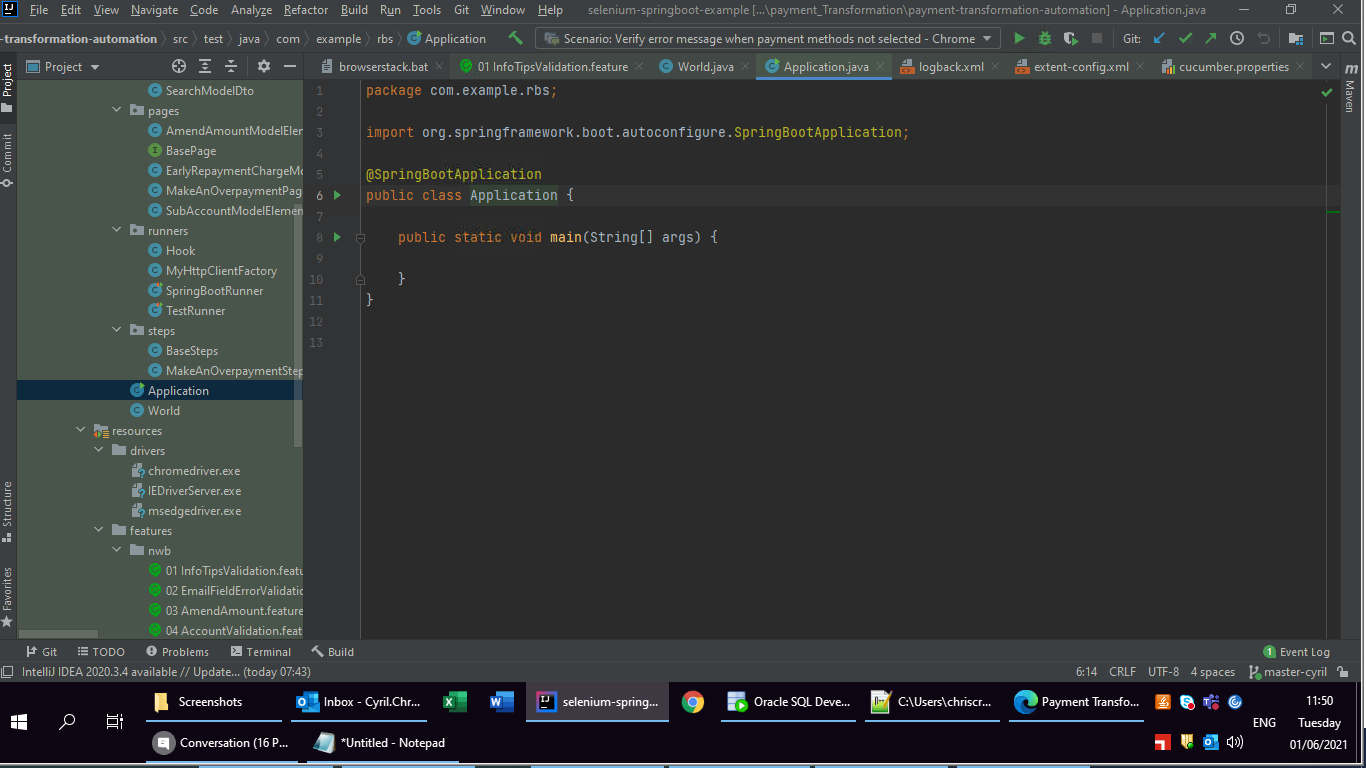 File Edit View Navigate Code Analyze Refactor Build Run Tools Git Window Help selenium-springboot-example [...\payment_Transformation\payment-transformation-automation] - Application.java
-transformation-automation src test java com example rbs Application Scenario: Verify error message when payment methods not selected - Chrome Git:
Project browserstack.bat 01 InfoTipsValidation.feature World.java Application.java logback.xml extent-config.xml cucumber.properties
Project
Commit
Structure
Favorites
Maven
SearchModelDto
pages
AmendAmountModelElen
BasePage
EarlyRepaymentChargeMo
MakeAnOverpaymentPag
SubAccountModelElemen
runners
Hook
MyHttpClientFactory
SpringBootRunner
TestRunner
steps
BaseSteps
MakeAnOverpaymentStep
Application
World
resources
drivers
chromedriver.exe
IEDriverServer.exe
msedgedriver.exe
features
nwb
01 InfoTipsValidation.featu
02 EmailFieldErrorValidatio
03 AmendAmount.feature
04 AccountValidation.feat
1 package com.example.rbs;
2
3 import org.springframework.boot.autoconfigure.SpringBootApplication;
4
5 @SpringBootApplication
6 public class Application {
7
8 public static void main(String[] args) {
9
10 }
11 }
12
13
Git TODO Problems Terminal Build 1 Event Log
IntelliJ IDEA 2020.3.4 available // Update... (today 07:43) 6:14 CRLF UTF-8 4 spaces master-cyril
Screenshots Inbox - Cyril.Chr... selenium-spring... Oracle SQL Deve... C:\Users\chriscr... Payment Transfo... 11:50
ENG Tuesday
Conversation (16 P... *Untitled - Notepad 01/06/2021